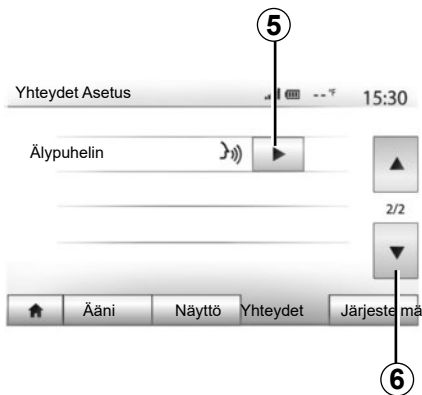 5
Yhteydet Asetus --°F 15:30
Älypuhelin
2/2
Ääni Näyttö Yhteydet Järjestelmä
6